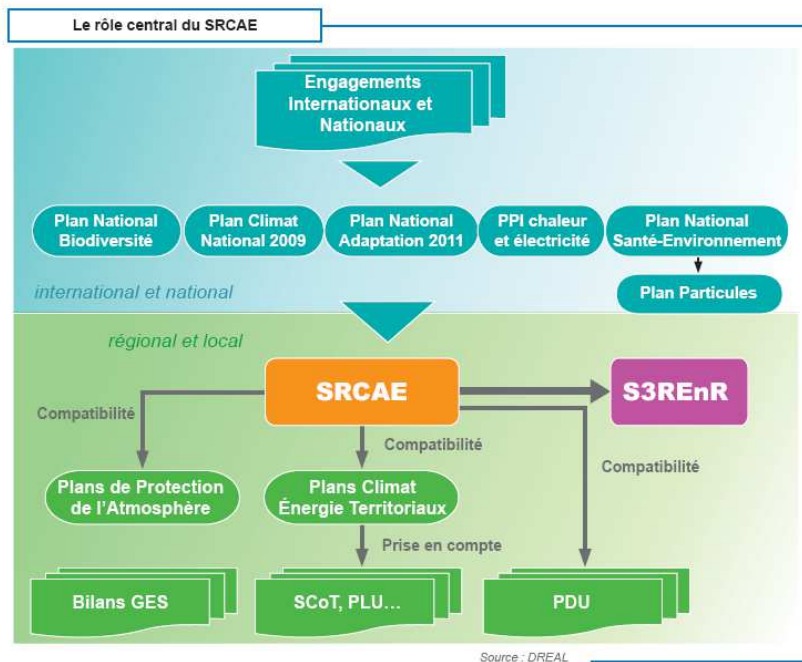 Le rôle central du SRCAE
Engagements
Internationaux et
Nationaux
Plan National
Biodiversité
Plan Climat
National 2009
Plan National
Adaptation 2011
PPI chaleur
et électricité
Plan National
Santé-Environnement
international et national
Plan Particules
régional et local
SRCAE
S3REnR
Compatibilité
Compatibilité
Compatibilité
Plans de Protection
de l'Atmosphère
Plans Climat
Énergie Territoriaux
Prise en compte
Bilans GES
SCoT, PLU...
PDU
Source : DREAL